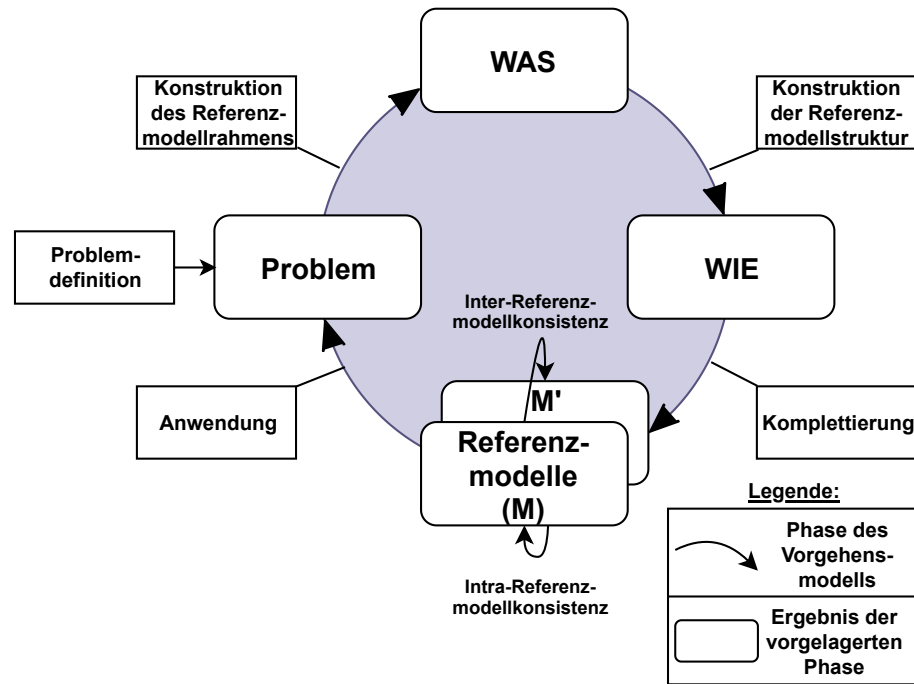 WAS
Konstruktion
des Referenz-
modellrahmens
Konstruktion
der Referenz-
modellstruktur
Problem-
definition
Problem
WIE
Inter-Referenz-
modellkonsistenz
Anwendung
M'
Referenz-
modelle
(M)
Komplettierung
Intra-Referenz-
modellkonsistenz
Legende:
Phase des
Vorgehens-
modells
Ergebnis der
vorgelagerten
Phase